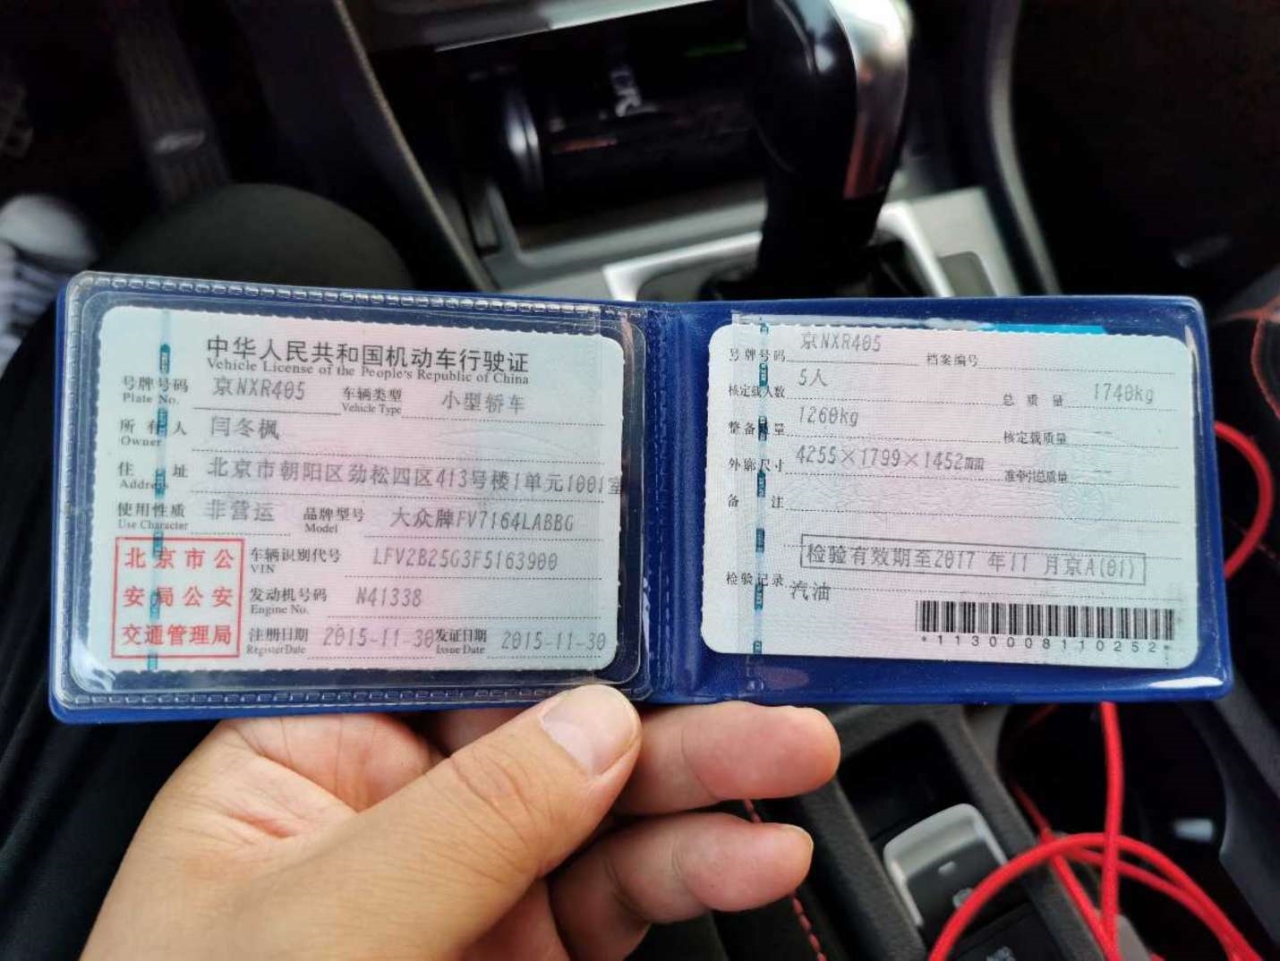 中华人民共和国机动车行驶证
Vehicle License of the People's Republic of China
号牌号码 京NXR405 车辆类型 小型轿车
Plate No. Vehicle Type
所有人 闫冬枫
Owner
住址 北京市朝阳区劲松四区413号楼1单元1001室
Address
使用性质 非营运 品牌型号 大众牌FV7164LABBG
Use Character Model
北京市公
安局公安
交通管理局
车辆识别代号 LFV2B25G3F5163900
VIN
发动机号码 N41338
Engine No.
注册日期 2015-11-30 发证日期 2015-11-30
Register Date Issue Date
号牌号码 京NXR405 档案编号
核定载人数 5人 总质量 1740kg
整备质量 1260kg 核定载质量 --
外廓尺寸 4255×1799×1452㎜ 准牵引总质量 --
备注
检验有效期至2017 年11 月京A(01)
检验记录 汽油
*1130008110252*